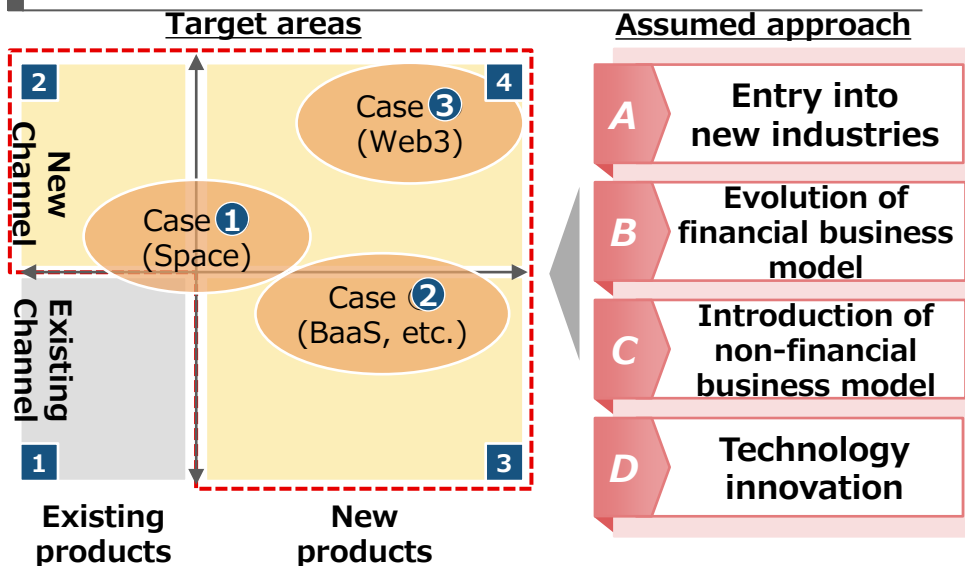 Target areas
2
4
New
Channel
Case 3
(Web3)
Case 1
(Space)
Case 2
(BaaS, etc.)
Existing
Channel
1
3
Existing
products
New
products
Assumed approach
A
Entry into
new industries
B
Evolution of
financial business
model
C
Introduction of
non-financial
business model
D
Technology
innovation